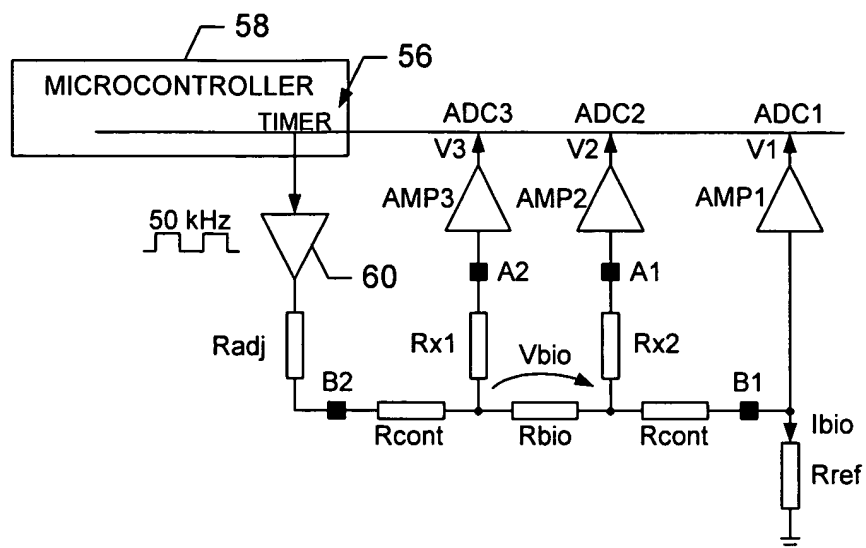 58
56
MICROCONTROLLER
TIMER
ADC3 ADC2 ADC1
V3 V2 V1
AMP3 AMP2 AMP1
50 kHz
60
A2 A1
Radj Rx1 Vbio Rx2
B2 B1
Rcont Rbio Rcont Ibio
Rref